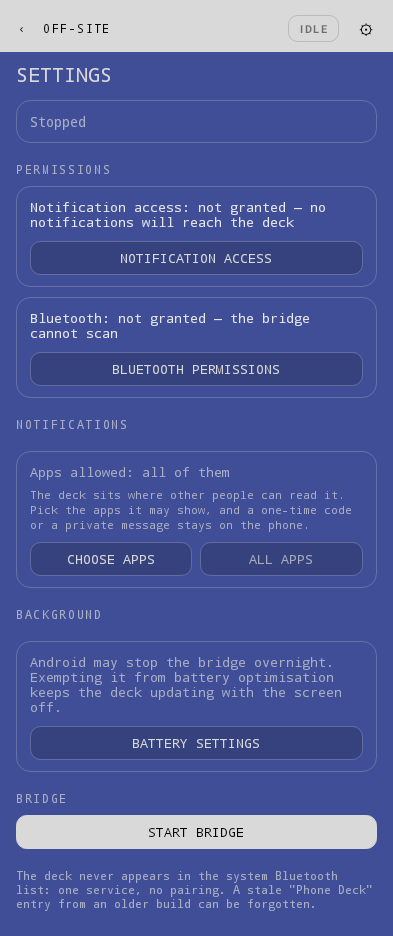 ‹ OFF-SITE IDLE
SETTINGS
Stopped
PERMISSIONS
Notification access: not granted — no
notifications will reach the deck
NOTIFICATION ACCESS
Bluetooth: not granted — the bridge
cannot scan
BLUETOOTH PERMISSIONS
NOTIFICATIONS
Apps allowed: all of them
The deck sits where other people can read it.
Pick the apps it may show, and a one-time code
or a private message stays on the phone.
CHOOSE APPS ALL APPS
BACKGROUND
Android may stop the bridge overnight.
Exempting it from battery optimisation
keeps the deck updating with the screen
off.
BATTERY SETTINGS
BRIDGE
START BRIDGE
The deck never appears in the system Bluetooth
list: one service, no pairing. A stale "Phone Deck"
entry from an older build can be forgotten.